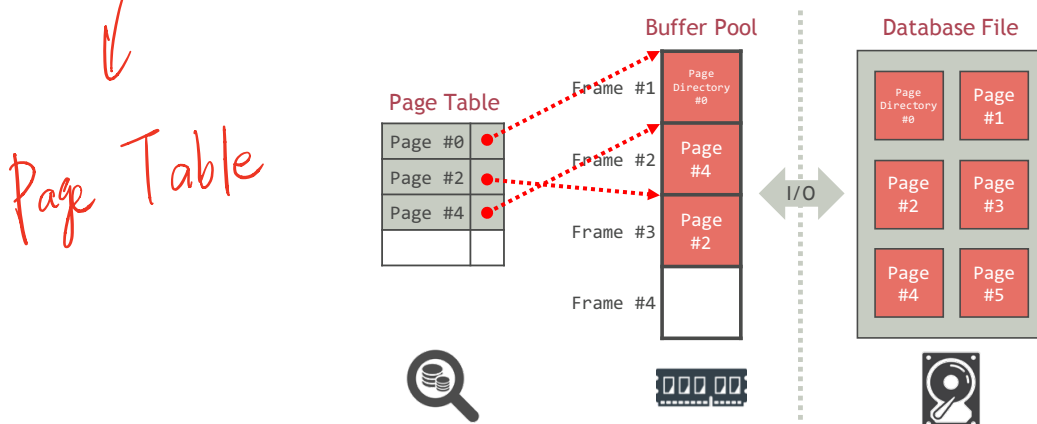 Page Table
Page Table
Page #0
Page #2
Page #4
Buffer Pool
Frame #1
Page
Directory
#0
Frame #2
Page
#4
Frame #3
Page
#2
Frame #4
I/O
Database File
Page
Directory
#0
Page
#1
Page
#2
Page
#3
Page
#4
Page
#5